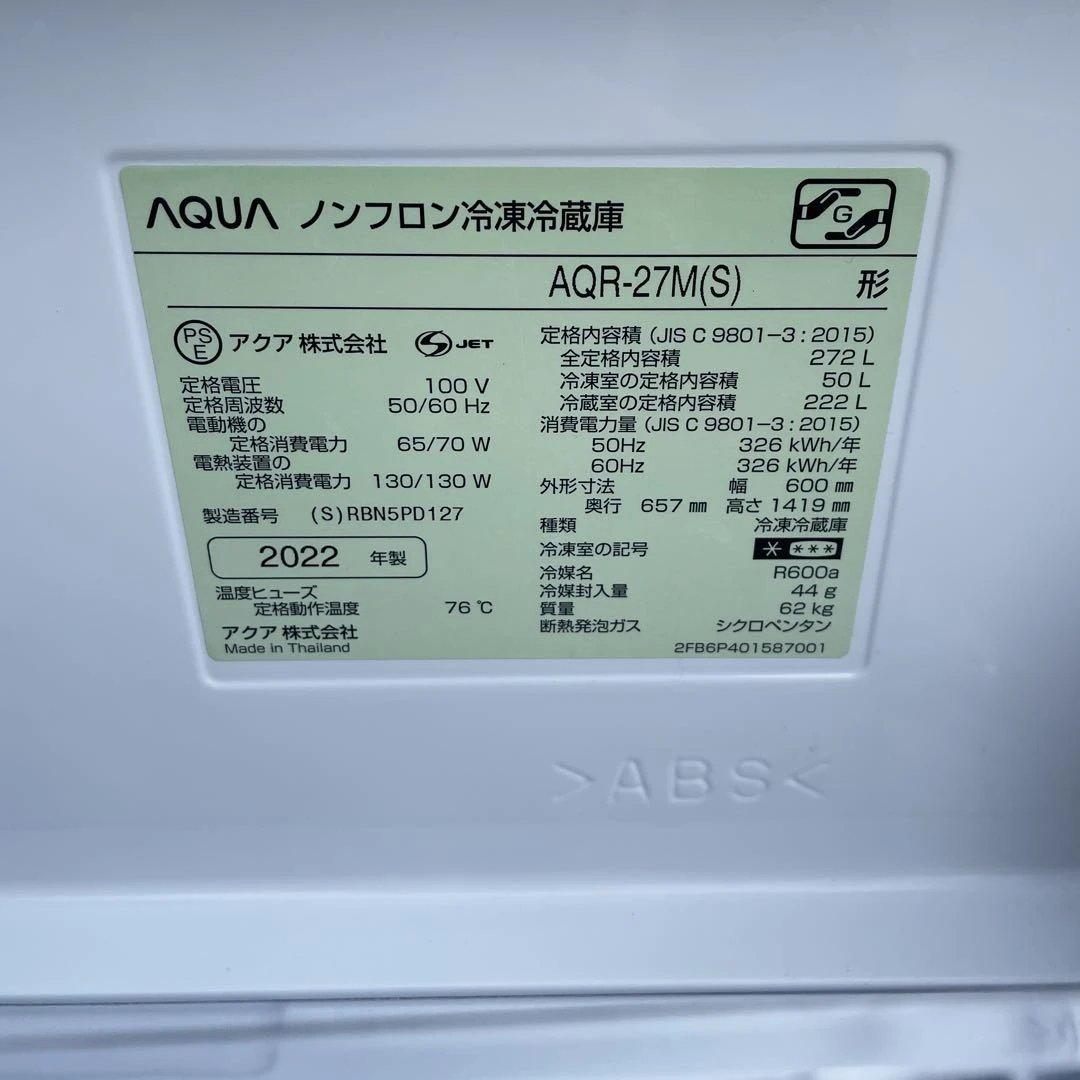 AQUA ノンフロン冷凍冷蔵庫
G
AQR-27M(S) 形
PSE アクア 株式会社 S JET
定格電圧 100 V
定格周波数 50/60 Hz
電動機の
定格消費電力 65/70 W
電熱装置の
定格消費電力 130/130 W
製造番号 (S)RBN5PD127
2022 年製
温度ヒューズ
定格動作温度 76 ℃
アクア 株式会社
Made in Thailand
定格内容積 (JIS C 9801-3:2015)
全定格内容積 272 L
冷凍室の定格内容積 50 L
冷蔵室の定格内容積 222 L
消費電力量 (JIS C 9801-3:2015)
50Hz 326 kWh/年
60Hz 326 kWh/年
外形寸法 幅 600 ㎜
奥行 657 ㎜ 高さ 1419 ㎜
種類 冷凍冷蔵庫
冷凍室の記号 * ***
冷媒名 R600a
冷媒封入量 44 g
質量 62 kg
断熱発泡ガス シクロペンタン
2FB6P401587001
>ABS<